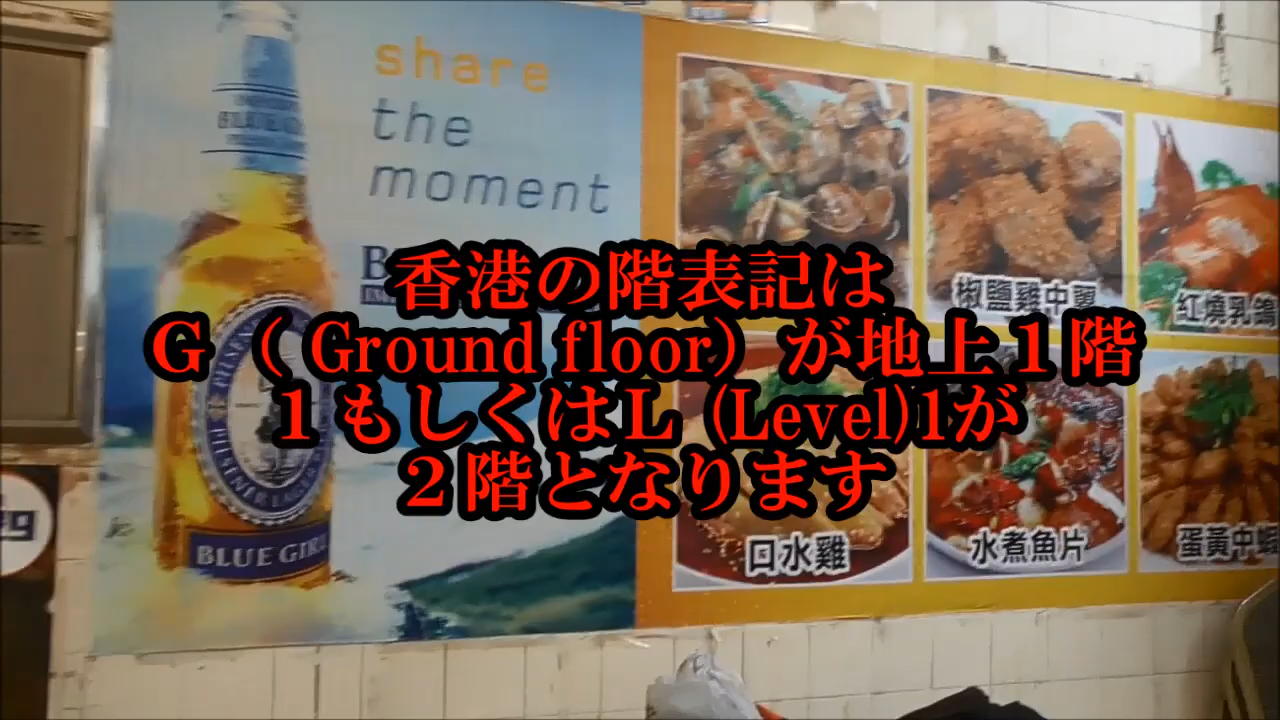 share
the
moment
香港の階表記は
G（ Ground floor）が地上１階
１もしくはL (Level)1が
２階となります
BLUE GIRL
PILSENER LAGER
椒鹽雞中翼
紅燒乳鴿
口水雞
水煮魚片
蛋黃中蝦